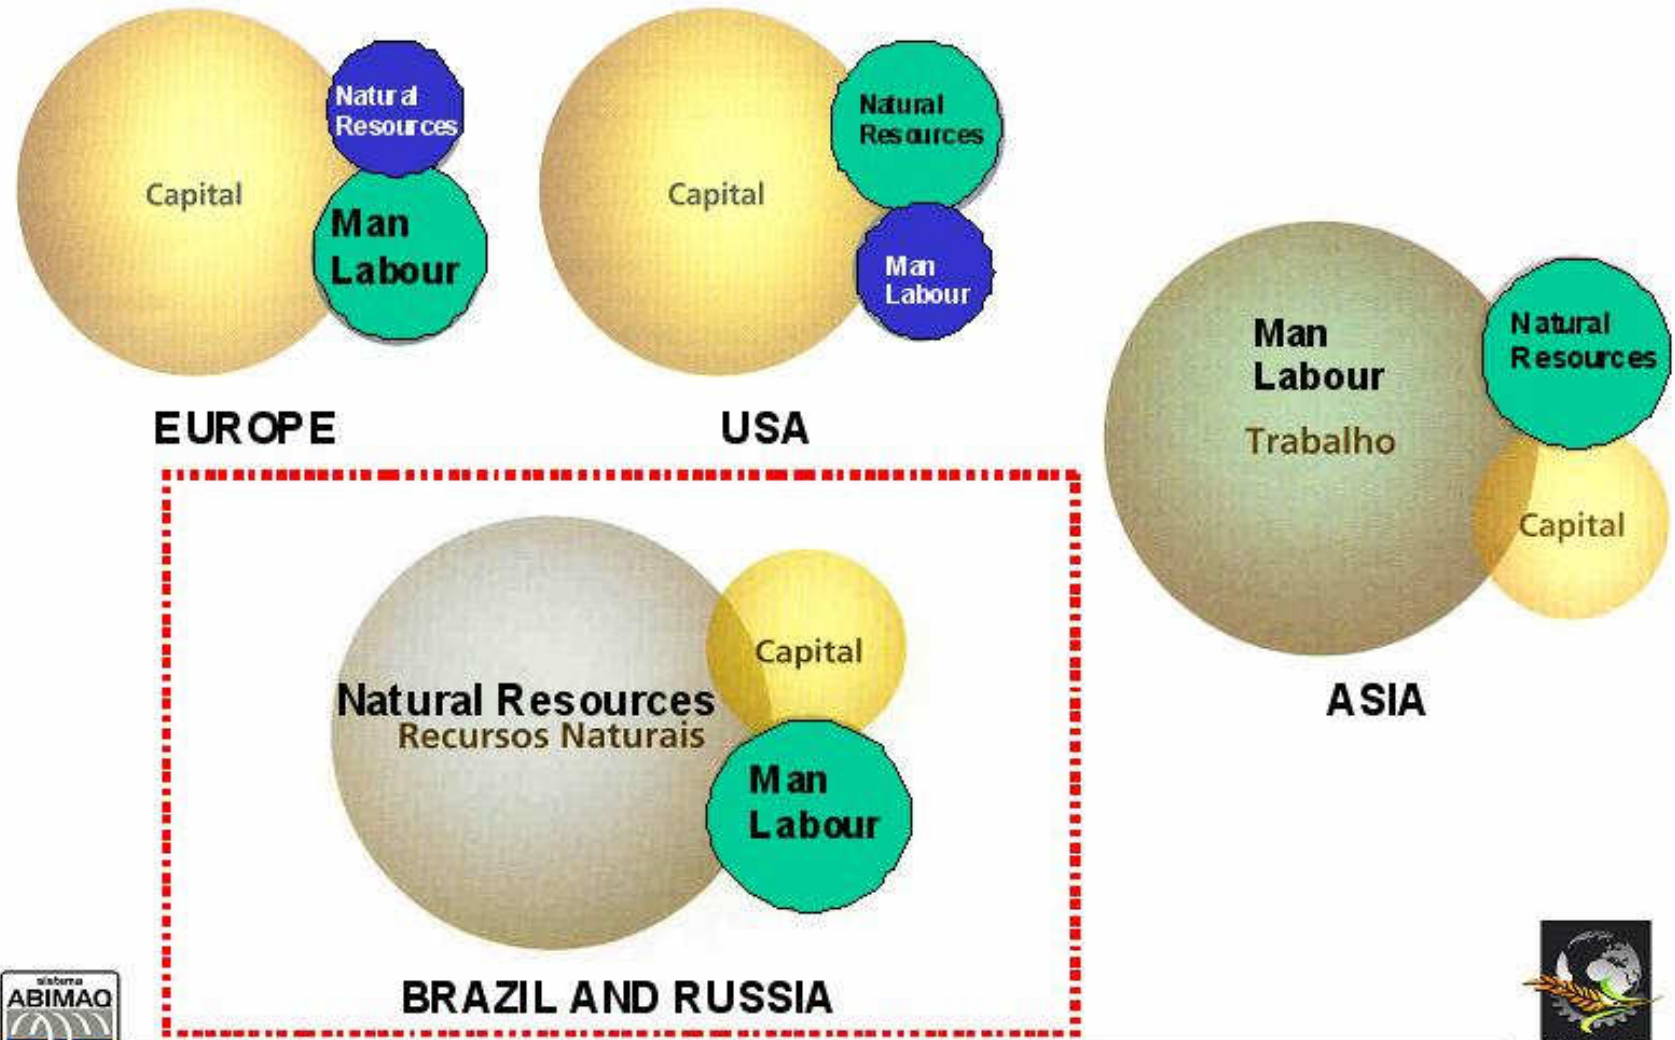 Capital
Natural
Resources
Man
Labour
EUROPE
Capital
Natural
Resources
Man
Labour
USA
Man
Labour
Trabalho
Natural
Resources
Capital
ASIA
Natural Resources
Recursos Naturais
Capital
Man
Labour
BRAZIL AND RUSSIA
sistema
ABIMAQ